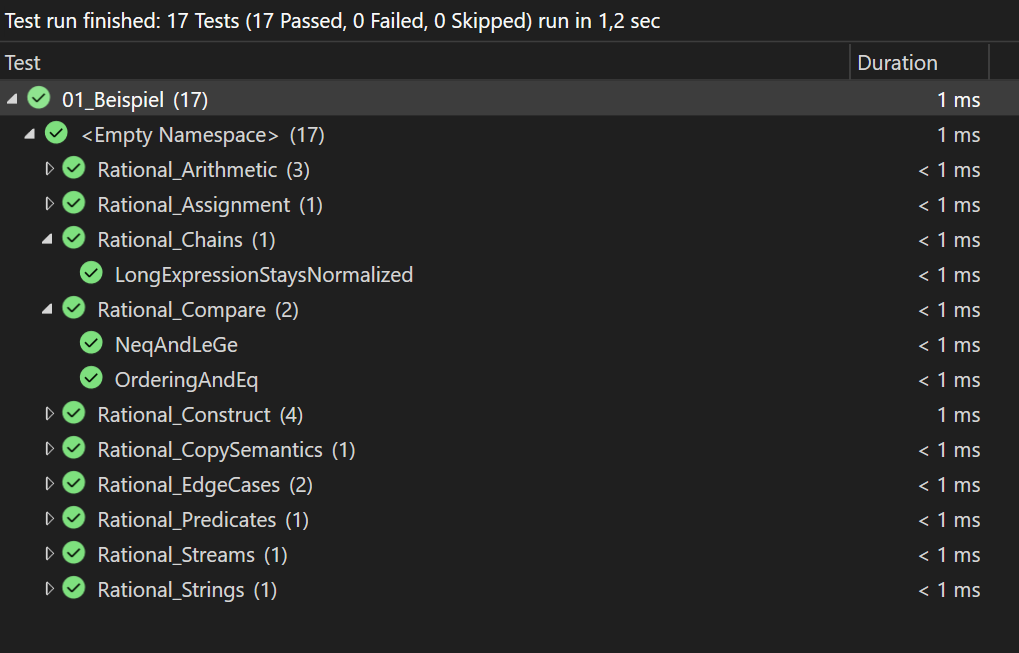 Test run finished: 17 Tests (17 Passed, 0 Failed, 0 Skipped) run in 1,2 sec
Test Duration
01_Beispiel (17) 1 ms
<Empty Namespace> (17) 1 ms
Rational_Arithmetic (3) < 1 ms
Rational_Assignment (1) < 1 ms
Rational_Chains (1) < 1 ms
LongExpressionStaysNormalized < 1 ms
Rational_Compare (2) < 1 ms
NeqAndLeGe < 1 ms
OrderingAndEq < 1 ms
Rational_Construct (4) 1 ms
Rational_CopySemantics (1) < 1 ms
Rational_EdgeCases (2) < 1 ms
Rational_Predicates (1) < 1 ms
Rational_Streams (1) < 1 ms
Rational_Strings (1) < 1 ms